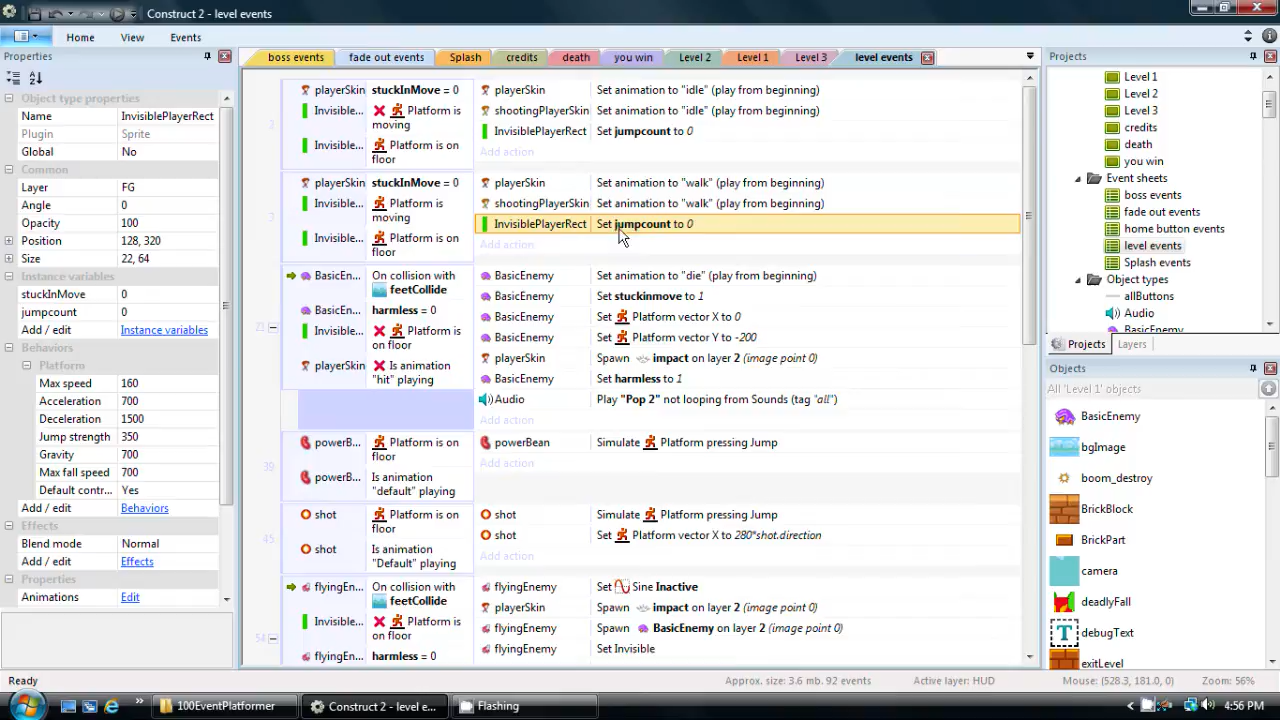 Construct 2 - level events
Home View Events
Properties
Object type properties
Name InvisiblePlayerRect
Plugin Sprite
Global No
Common
Layer FG
Angle 0
Opacity 100
Position 128, 320
Size 22, 64
Instance variables
stuckInMove 0
jumpcount 0
Add / edit Instance variables
Behaviors
Platform
Max speed 160
Acceleration 700
Deceleration 1500
Jump strength 350
Gravity 700
Max fall speed 700
Default contr... Yes
Add / edit Behaviors
Effects
Blend mode Normal
Add / edit Effects
Properties
Animations Edit
boss events fade out events Splash credits death you win Level 2 Level 1 Level 3 level events
2
playerSkin stuckInMove = 0
Invisible... Platform is moving
Invisible... Platform is on floor
playerSkin Set animation to "idle" (play from beginning)
shootingPlayerSkin Set animation to "idle" (play from beginning)
InvisiblePlayerRect Set jumpcount to 0
Add action
3
playerSkin stuckInMove = 0
Invisible... Platform is moving
Invisible... Platform is on floor
playerSkin Set animation to "walk" (play from beginning)
shootingPlayerSkin Set animation to "walk" (play from beginning)
InvisiblePlayerRect Set jumpcount to 0
Add action
BasicEn... On collision with feetCollide
BasicEn... harmless = 0
Invisible... Platform is on floor
playerSkin Is animation "hit" playing
BasicEnemy Set animation to "die" (play from beginning)
BasicEnemy Set stuckinmove to 1
BasicEnemy Set Platform vector X to 0
BasicEnemy Set Platform vector Y to -200
playerSkin Spawn impact on layer 2 (image point 0)
BasicEnemy Set harmless to 1
Audio Play "Pop 2" not looping from Sounds (tag "all")
Add action
39
powerB... Platform is on floor
powerB... Is animation "default" playing
powerBean Simulate Platform pressing Jump
Add action
45
shot Platform is on floor
shot Is animation "Default" playing
shot Simulate Platform pressing Jump
shot Set Platform vector X to 280*shot.direction
Add action
54
flyingEn... On collision with feetCollide
Invisible... Platform is on floor
flyingEn... harmless = 0
flyingEnemy Set Sine Inactive
playerSkin Spawn impact on layer 2 (image point 0)
flyingEnemy Spawn BasicEnemy on layer 2 (image point 0)
flyingEnemy Set Invisible
Projects
Level 1
Level 2
Level 3
credits
death
you win
Event sheets
boss events
fade out events
home button events
level events
Splash events
Object types
allButtons
Audio
BasicEnemy
Projects Layers
Objects
All 'Level 1' objects
BasicEnemy
bgImage
boom_destroy
BrickBlock
BrickPart
camera
deadlyFall
debugText
exitLevel
Ready Approx. size: 3.6 mb. 92 events Active layer: HUD Mouse: (528.3, 181.0, 0) Zoom: 56%
100EventPlatformer Construct 2 - level e... Flashing 4:56 PM